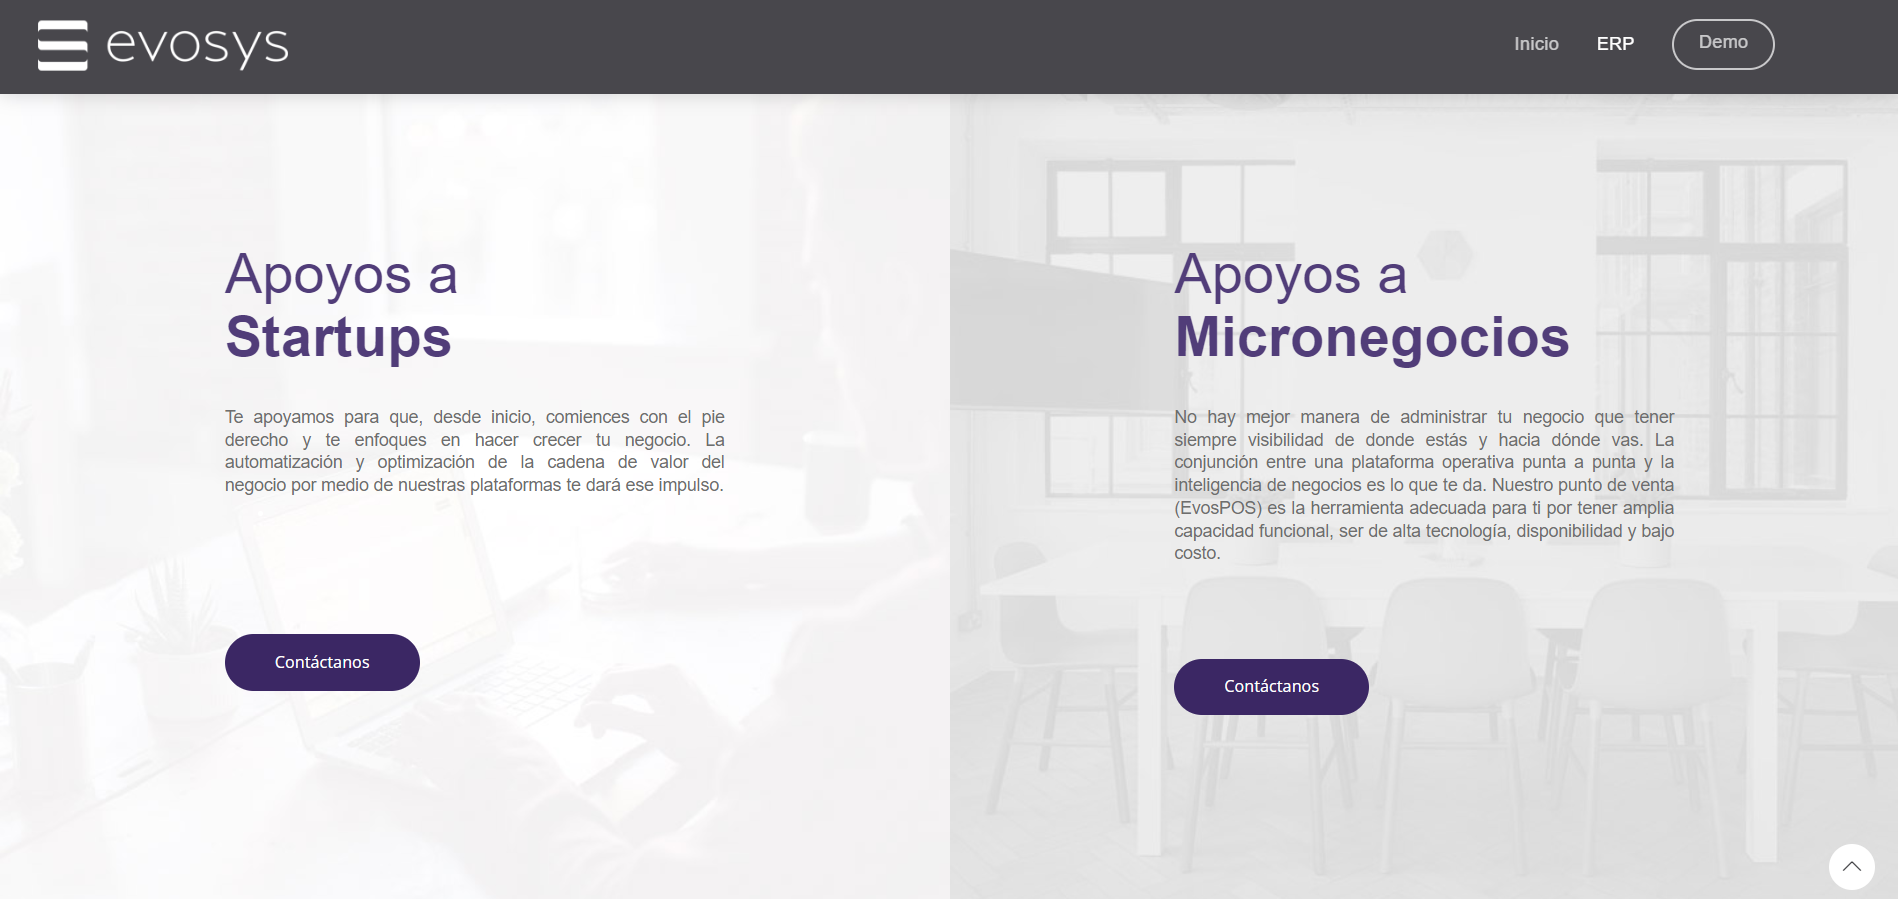 evosys
Inicio
ERP
Demo
Apoyos a
Startups
Te apoyamos para que, desde inicio, comiences con el pie
derecho y te enfoques en hacer crecer tu negocio. La
automatización y optimización de la cadena de valor del
negocio por medio de nuestras plataformas te dará ese impulso.
Contáctanos
Apoyos a
Micronegocios
No hay mejor manera de administrar tu negocio que tener
siempre visibilidad de donde estás y hacia dónde vas. La
conjunción entre una plataforma operativa punta a punta y la
inteligencia de negocios es lo que te da. Nuestro punto de venta
(EvosPOS) es la herramienta adecuada para ti por tener amplia
capacidad funcional, ser de alta tecnología, disponibilidad y bajo
costo.
Contáctanos